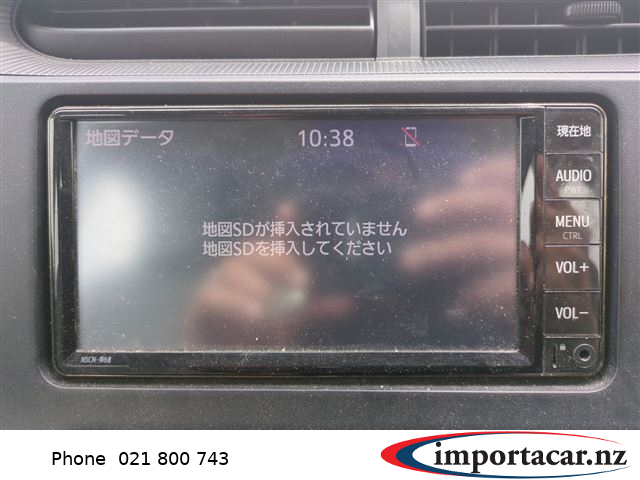 地図データ 10:38
地図SDが挿入されていません
地図SDを挿入してください
現在地
AUDIO
PWR
MENU
CTRL
VOL+
VOL−
NSCN-W68
Phone 021 800 743
importacar.nz